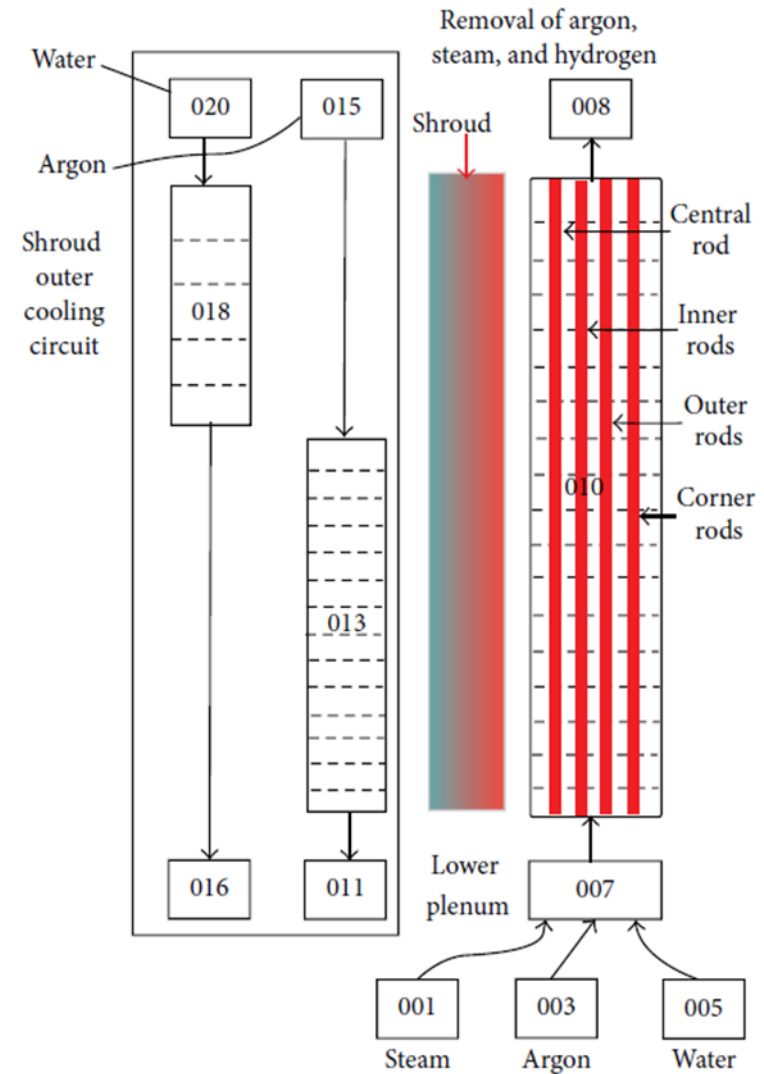 Removal of argon,
steam, and hydrogen
Water
020
015
008
Shroud
Argon
Shroud
outer
cooling
circuit
018
Central
rod
Inner
rods
Outer
rods
010
Corner
rods
013
016
011
Lower
plenum
007
001
003
005
Steam
Argon
Water